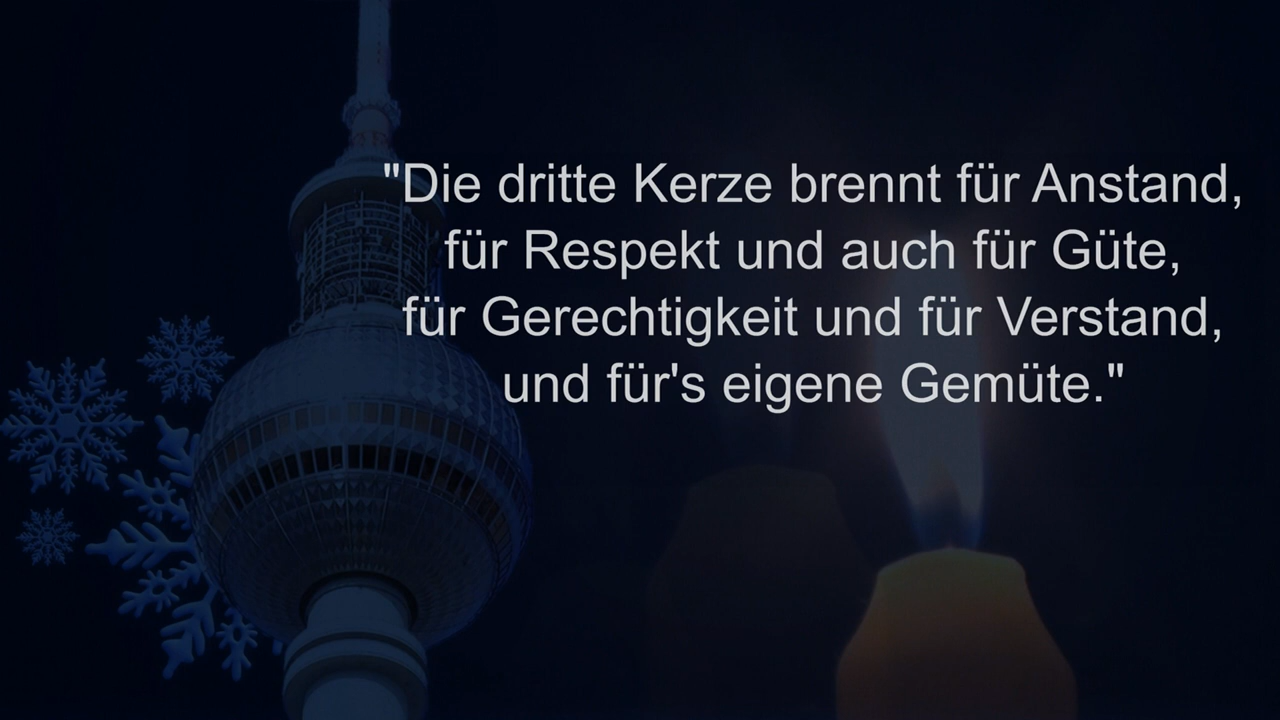 "Die dritte Kerze brennt für Anstand,
für Respekt und auch für Güte,
für Gerechtigkeit und für Verstand,
und für's eigene Gemüte."